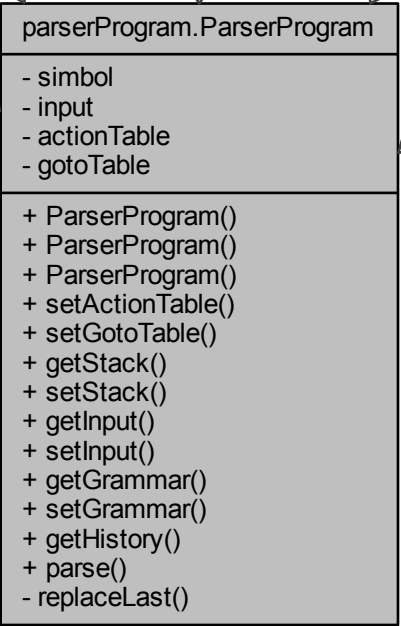 parserProgram.ParserProgram
- simbol
- input
- actionTable
- gotoTable
+ ParserProgram()
+ ParserProgram()
+ ParserProgram()
+ setActionTable()
+ setGotoTable()
+ getStack()
+ setStack()
+ getInput()
+ setInput()
+ getGrammar()
+ setGrammar()
+ getHistory()
+ parse()
- replaceLast()